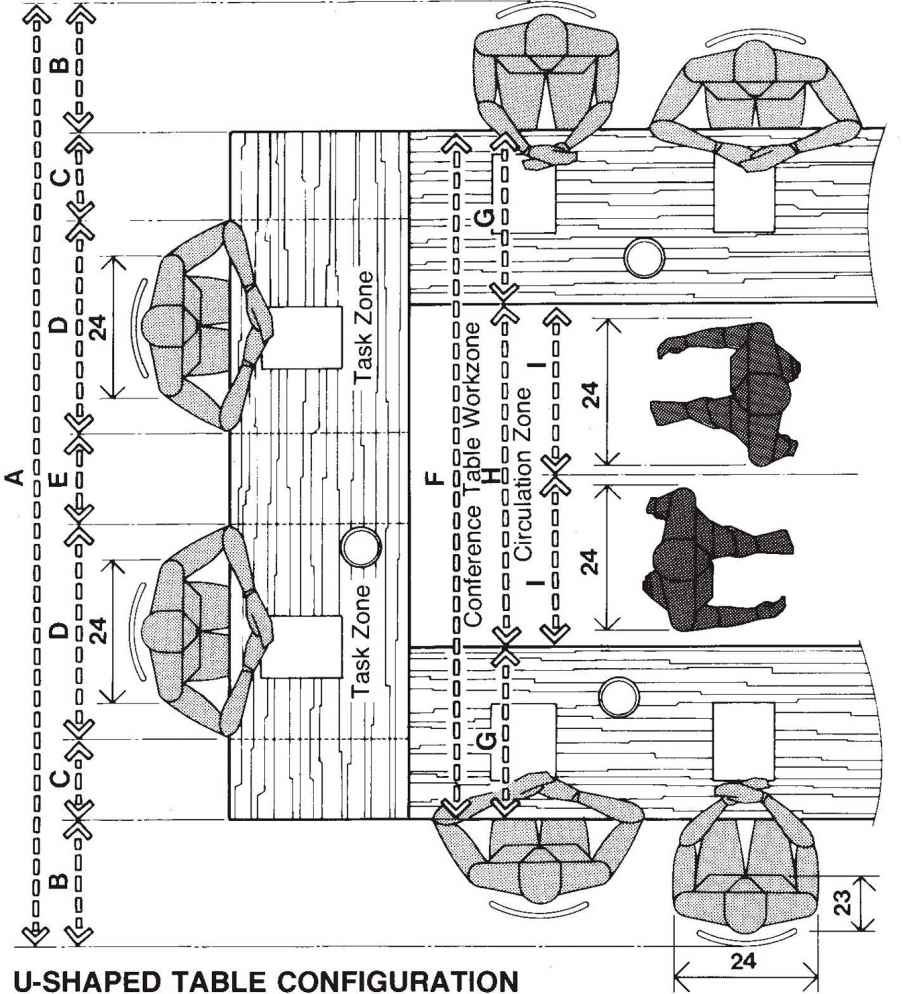 A
B
C
D
24
E
D
24
C
B
Task Zone
Task Zone
F
Conference Table Workzone
G
H
Circulation Zone
G
I
I
24
24
23
24
U-SHAPED TABLE CONFIGURATION